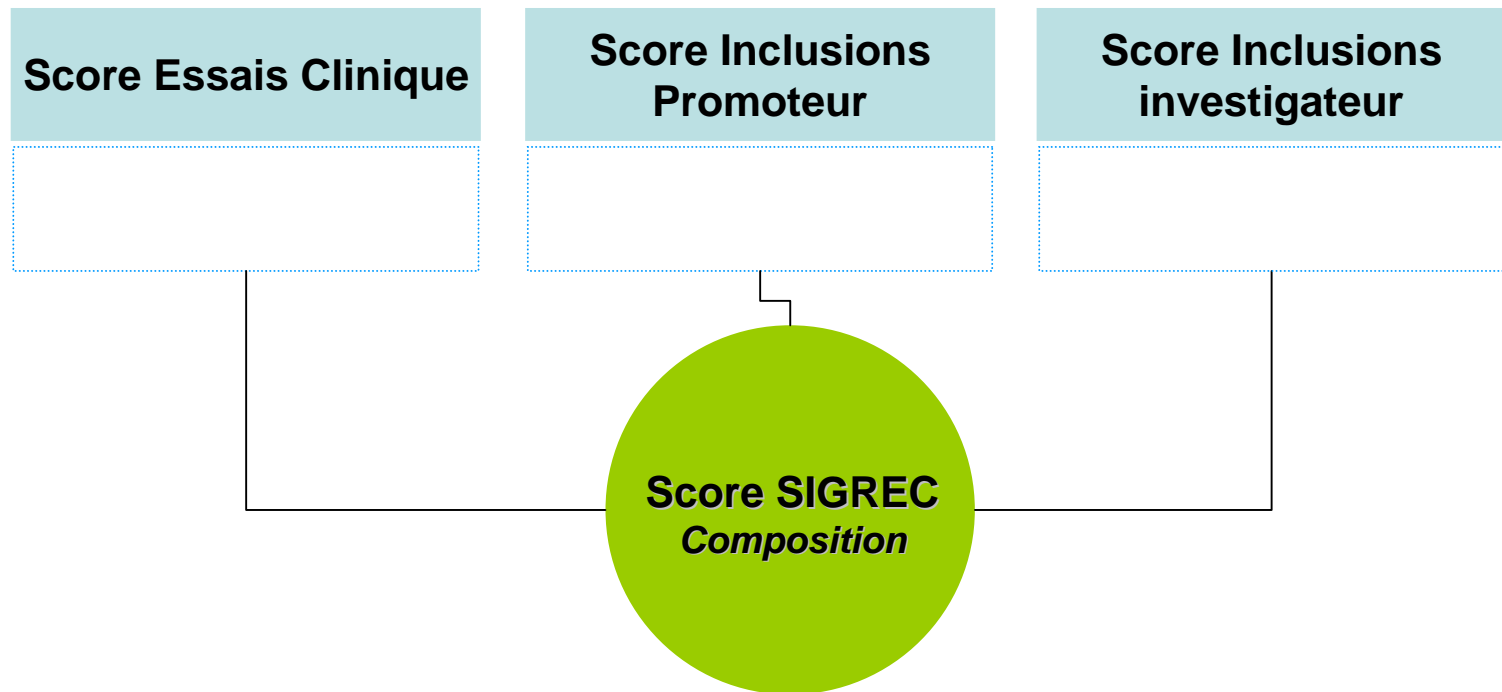 Score Essais Clinique
Score Inclusions
Promoteur
Score Inclusions
investigateur
Score SIGREC
Composition